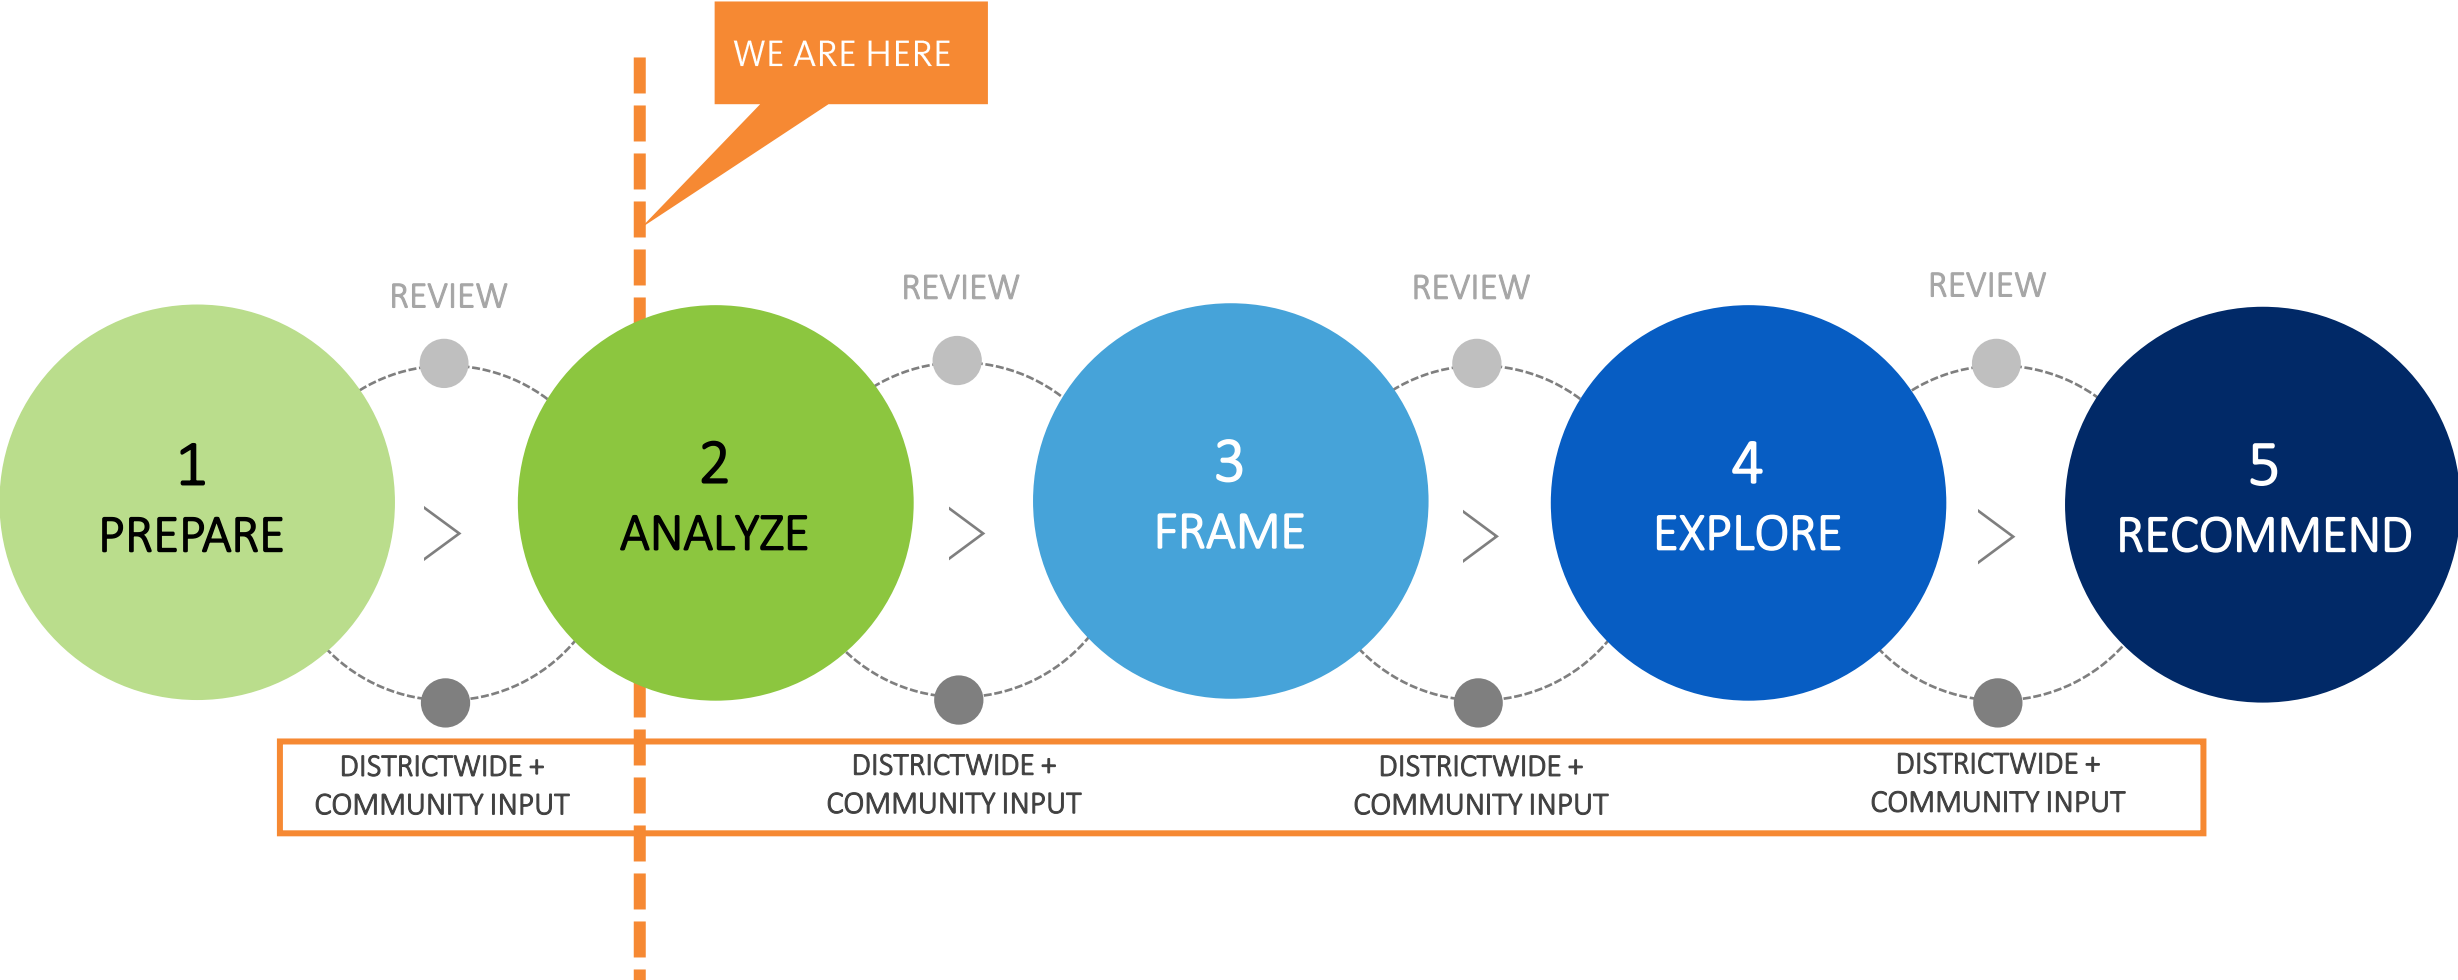 WE ARE HERE
REVIEW
REVIEW
REVIEW
REVIEW
1
PREPARE
2
ANALYZE
3
FRAME
4
EXPLORE
5
RECOMMEND
DISTRICTWIDE +
COMMUNITY INPUT
DISTRICTWIDE +
COMMUNITY INPUT
DISTRICTWIDE +
COMMUNITY INPUT
DISTRICTWIDE +
COMMUNITY INPUT